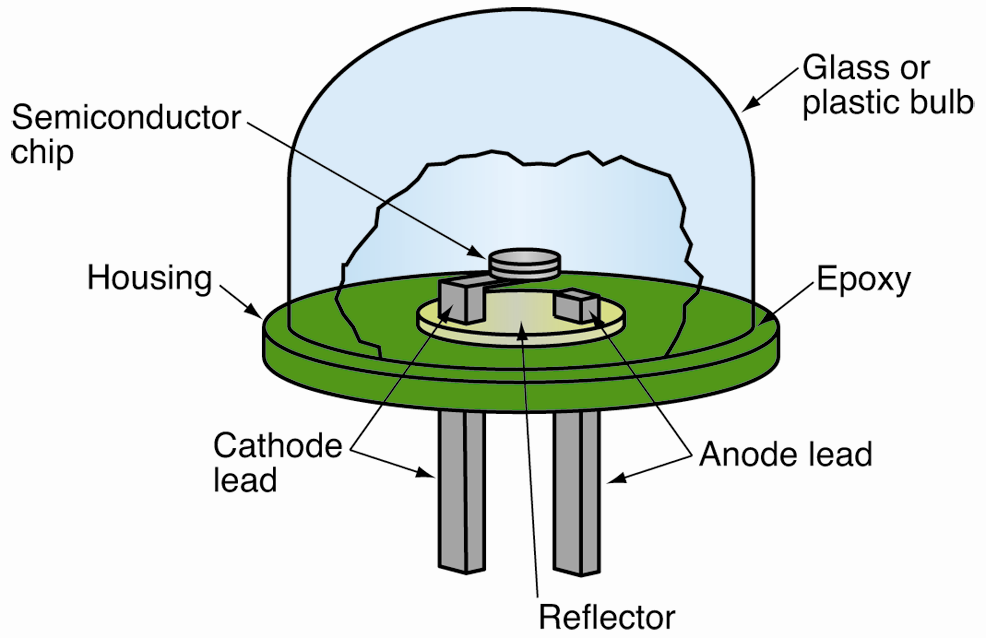 Glass or
plastic bulb
Semiconductor
chip
Housing
Epoxy
Cathode
lead
Anode lead
Reflector